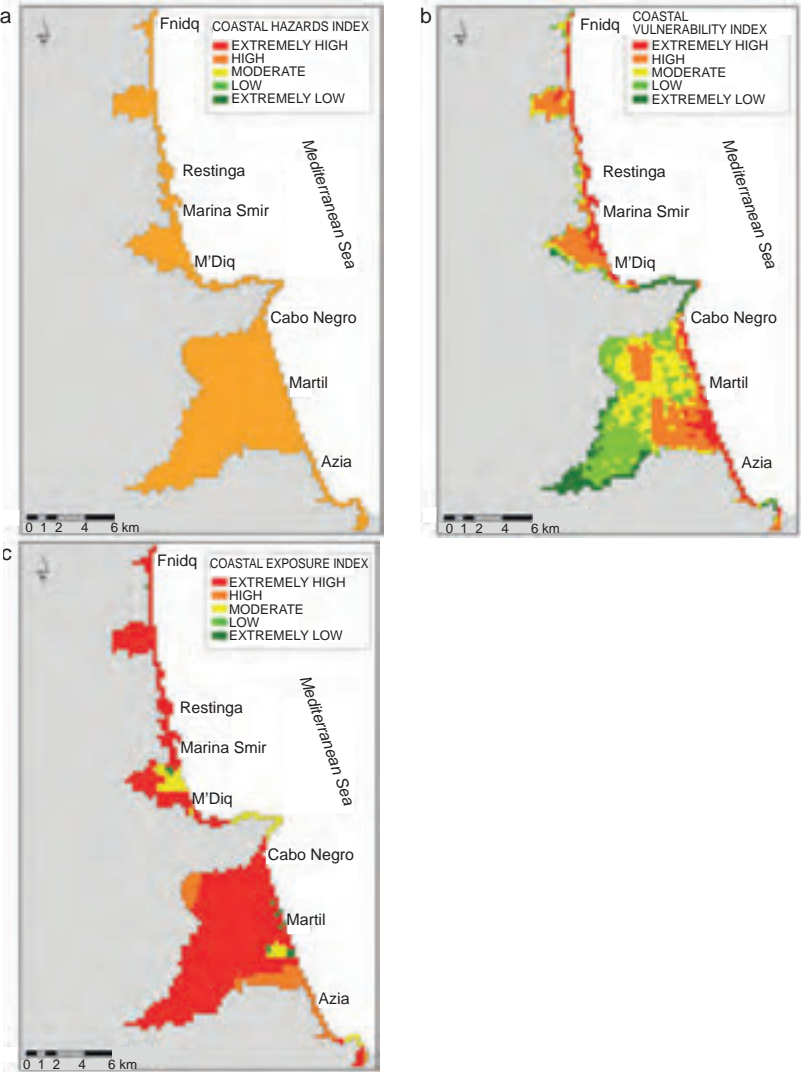 a
Fnidq
COASTAL HAZARDS INDEX
EXTREMELY HIGH
HIGH
MODERATE
LOW
EXTREMELY LOW
Mediterranean Sea
Restinga
Marina Smir
M'Diq
Cabo Negro
Martil
Azia
0 1 2 4 6 km
b
Fnidq
COASTAL
VULNERABILITY INDEX
EXTREMELY HIGH
HIGH
MODERATE
LOW
EXTREMELY LOW
Mediterranean Sea
Restinga
Marina Smir
M'Diq
Cabo Negro
Martil
Azia
0 1 2 4 6 km
c
Fnidq
COASTAL EXPOSURE INDEX
EXTREMELY HIGH
HIGH
MODERATE
LOW
EXTREMELY LOW
Mediterranean Sea
Restinga
Marina Smir
M'Diq
Cabo Negro
Martil
Azia
0 1 2 4 6 km